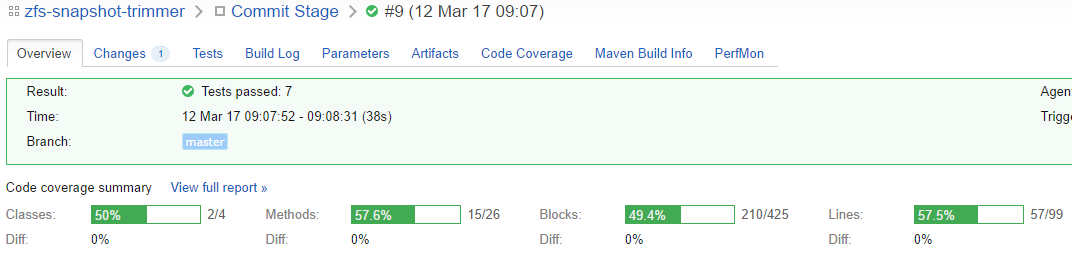 zfs-snapshot-trimmer > Commit Stage > #9 (12 Mar 17 09:07)
Overview Changes 1 Tests Build Log Parameters Artifacts Code Coverage Maven Build Info PerfMon
Result: Tests passed: 7 Agen
Time: 12 Mar 17 09:07:52 - 09:08:31 (38s) Trigge
Branch: master
Code coverage summary View full report »
Classes: 50% 2/4 Methods: 57.6% 15/26 Blocks: 49.4% 210/425 Lines: 57.5% 57/99
Diff: 0% Diff: 0% Diff: 0% Diff: 0%